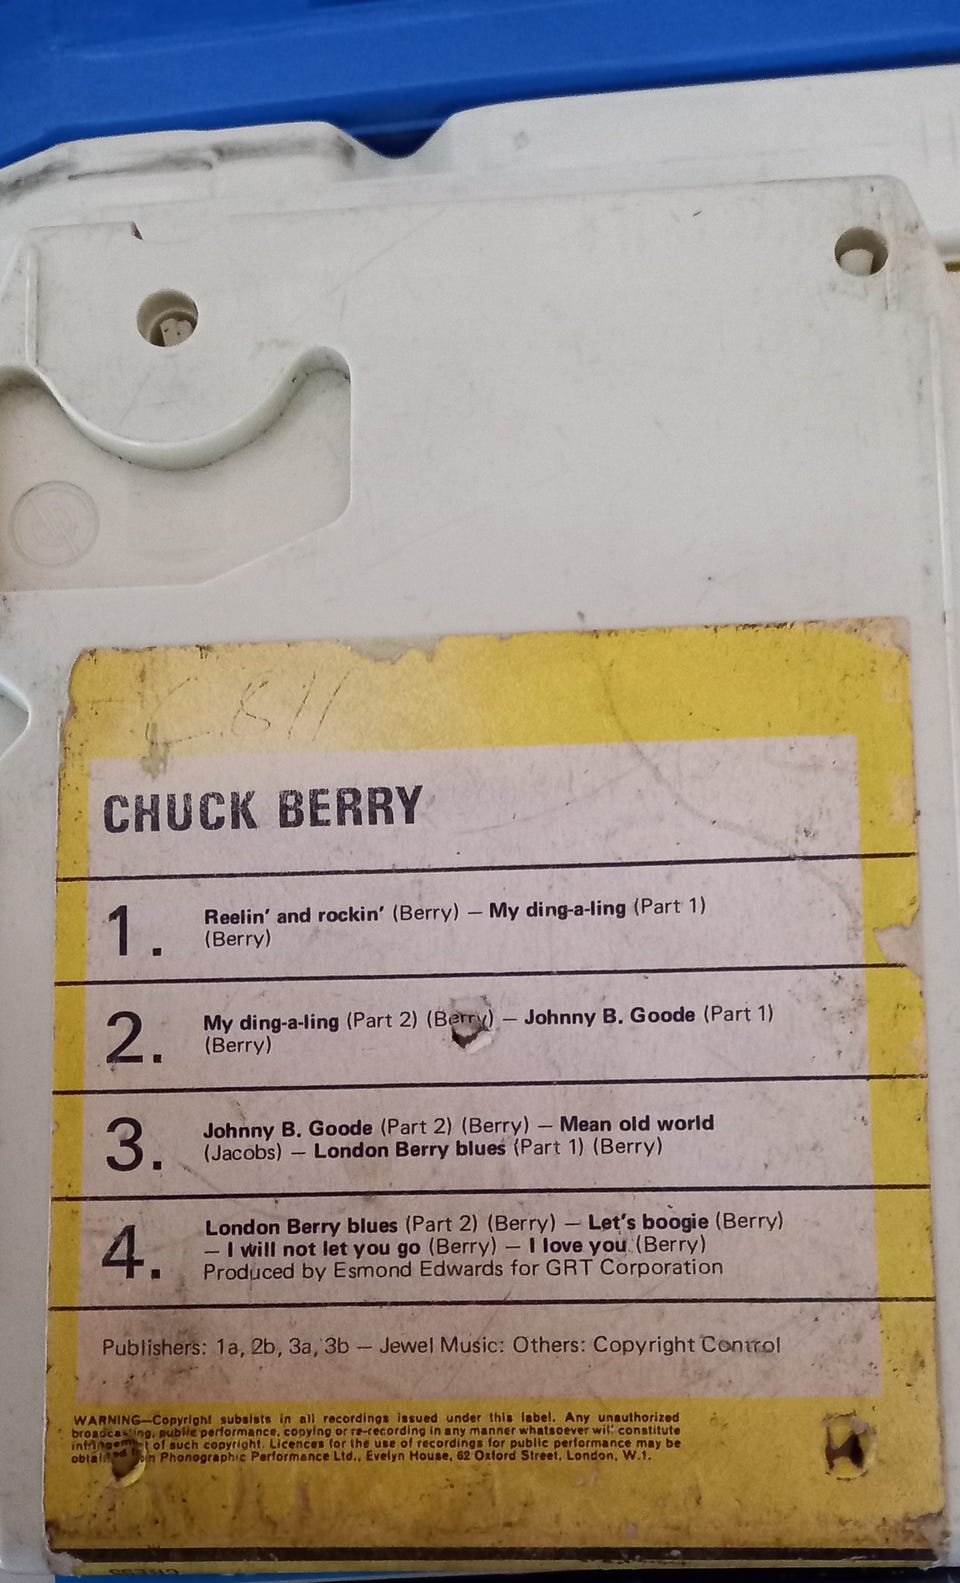 CHUCK BERRY
1. Reelin' and rockin' (Berry) — My ding-a-ling (Part 1)
(Berry)
2. My ding-a-ling (Part 2) (Berry) — Johnny B. Goode (Part 1)
(Berry)
3. Johnny B. Goode (Part 2) (Berry) — Mean old world
(Jacobs) — London Berry blues (Part 1) (Berry)
4. London Berry blues (Part 2) (Berry) — Let's boogie (Berry)
— I will not let you go (Berry) — I love you (Berry)
Produced by Esmond Edwards for GRT Corporation
Publishers: 1a, 2b, 3a, 3b — Jewel Music: Others: Copyright Control
WARNING—Copyright subsists in all recordings issued under this label. Any unauthorized
broadcasting, public performance, copying or re-recording in any manner whatsoever will constitute
infringement of such copyright. Licences for the use of recordings for public performance may be
Phonographic Performance Ltd., Evelyn House, 62 Oxford Street, London, W.1.